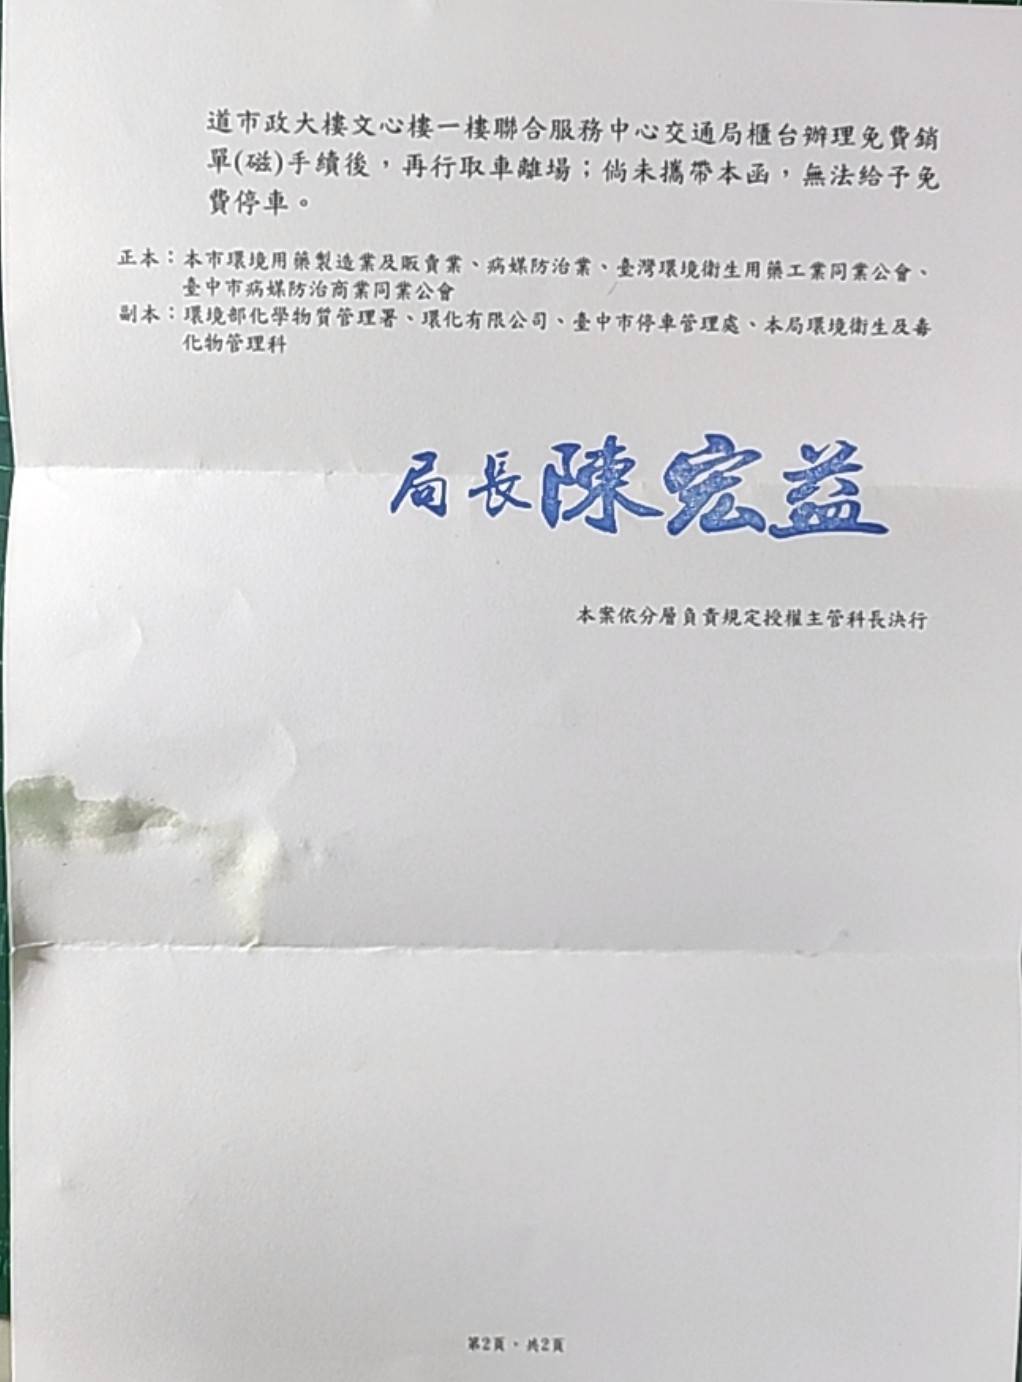 道市政大樓文心樓一樓聯合服務中心交通局櫃台辦理免費銷
單(磁)手續後，再行取車離場；倘未攜帶本函，無法給予免
費停車。
正本：本市環境用藥製造業及販賣業、病媒防治業、臺灣環境衛生用藥工業同業公會、
臺中市病媒防治商業同業公會
副本：環境部化學物質管理署、環化有限公司、臺中市停車管理處、本局環境衛生及毒
化物管理科
局長陳宏益
本案依分層負責規定授權主管科長決行
第2頁，共2頁